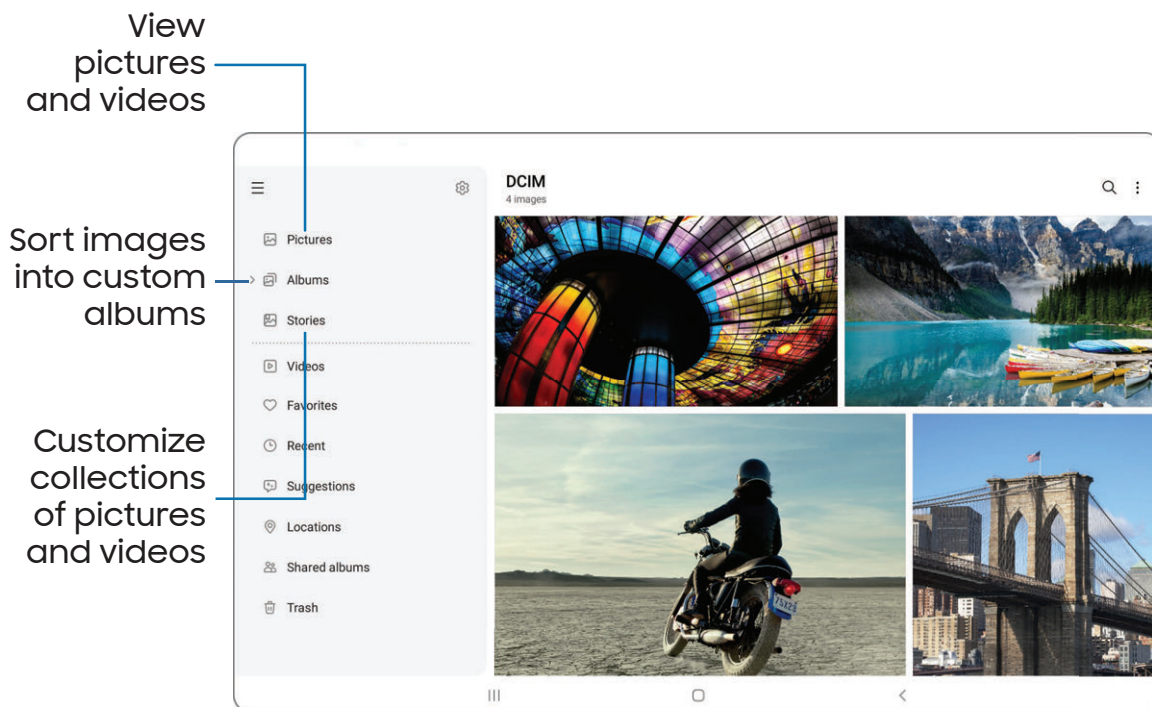 View
pictures
and videos
Sort images
into custom
albums
Customize
collections
of pictures
and videos
Pictures
Albums
Stories
Videos
Favorites
Recent
Suggestions
Locations
Shared albums
Trash
DCIM
4 images
75X23